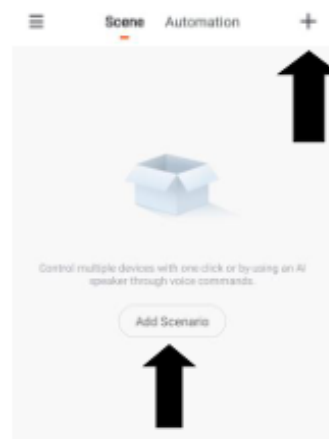 Scene Automation
Control multiple devices with one click or by using an AI
speaker through voice commands.
Add Scenario